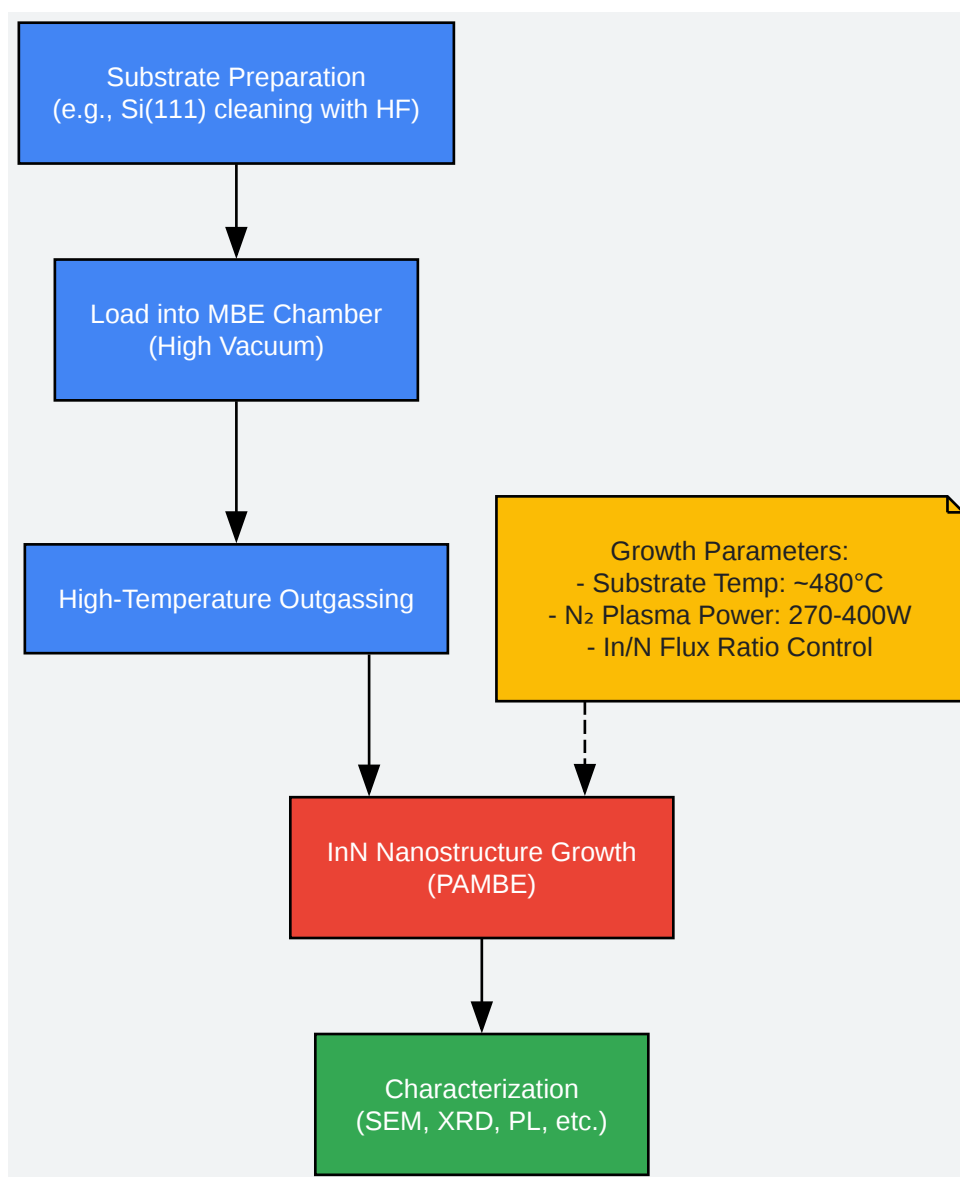 Substrate Preparation
(e.g., Si(111) cleaning with HF)
Load into MBE Chamber
(High Vacuum)
High-Temperature Outgassing
Growth Parameters:
- Substrate Temp: ~480°C
- N₂ Plasma Power: 270-400W
- In/N Flux Ratio Control
InN Nanostructure Growth
(PAMBE)
Characterization
(SEM, XRD, PL, etc.)